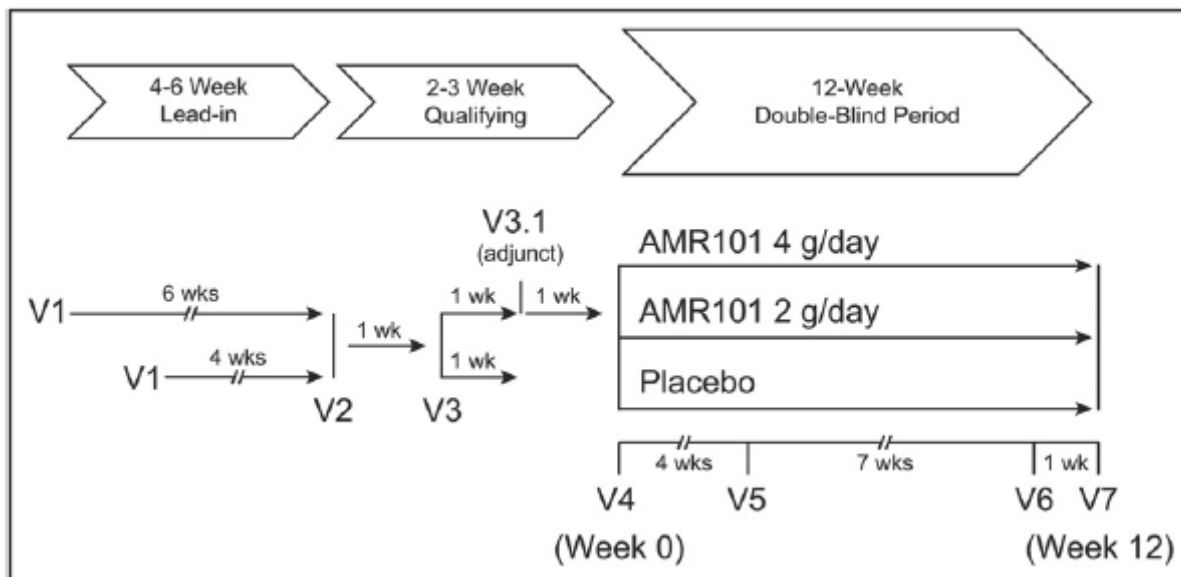 4-6 Week
Lead-in
2-3 Week
Qualifying
12-Week
Double-Blind Period
V3.1
(adjunct)
AMR101 4 g/day
V1
6 wks
1 wk
1 wk
AMR101 2 g/day
1 wk
V1
4 wks
1 wk
Placebo
V2
V3
4 wks
7 wks
1 wk
V4
V5
V6
V7
(Week 0)
(Week 12)